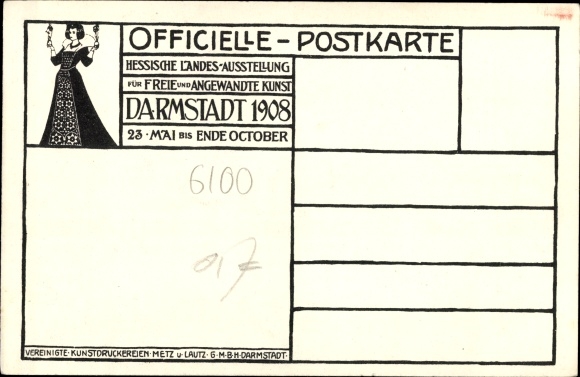 OFFICIELLE-POSTKARTE
HESSISCHE LANDES-AUSSTELLUNG
FÜR FREIE UND ANGEWANDTE KUNST
DARMSTADT 1908
23·MAI BIS ENDE OCTOBER
6100
VEREINIGTE·KUNSTDRUCKEREIEN·METZ U·LAUTZ·G·M·B·H·DARMSTADT·